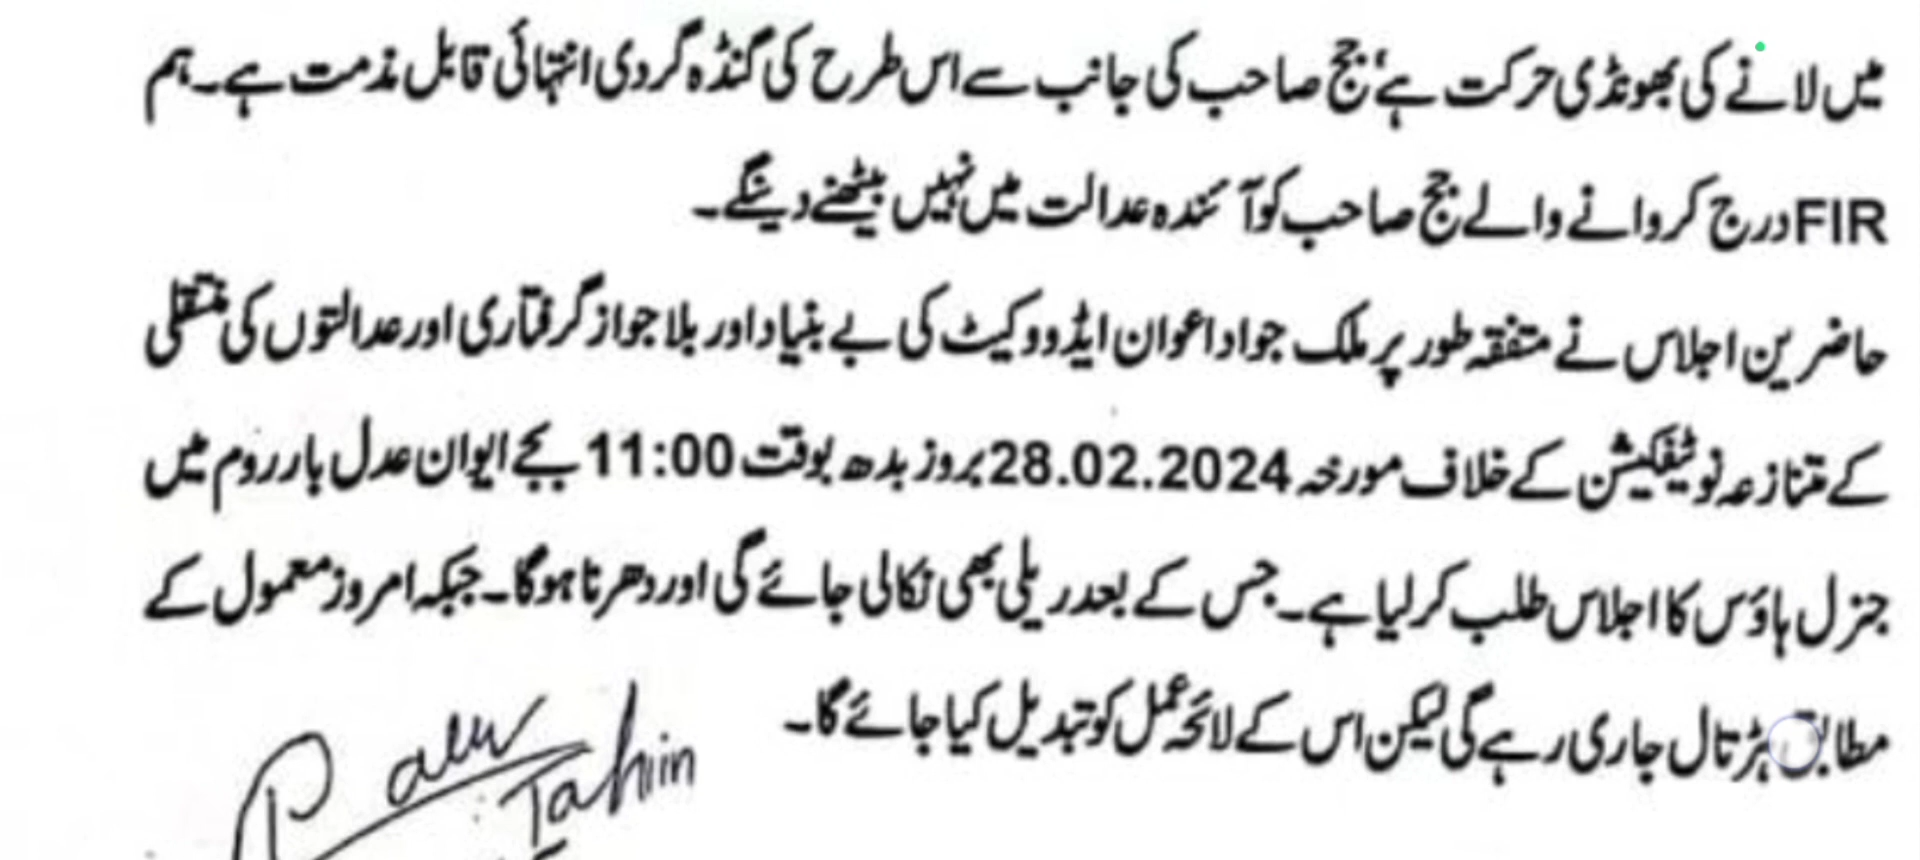 میں لانے کی بھونڈی حرکت ہے، جج صاحب کی جانب سے اس طرح کی گنڈہ گردی انتہائی قابل مذمت ہے۔ ہم
FIR درج کروانے والے جج صاحب کو آئندہ عدالت میں نہیں بیٹھنے دینگے۔
حاضرین اجلاس نے متفقہ طور پر ملک جواد اعوان ایڈووکیٹ کی بے بنیاد اور بلا جواز گرفتاری اور عدالتوں کی منتقلی
کے متنازعہ نوٹیفکیشن کے خلاف مورخہ 28.02.2024 بروز بدھ بوقت 11:00 بجے ایوان عدل بار روم میں
جنرل ہاؤس کا اجلاس طلب کر لیا ہے۔ جس کے بعد ریلی بھی نکالی جائے گی اور دھرنا ہوگا۔ جبکہ امروز معمول کے
مطابق ہڑتال جاری رہے گی لیکن اس کے لائحہ عمل کو تبدیل کیا جائے گا۔
Tahir